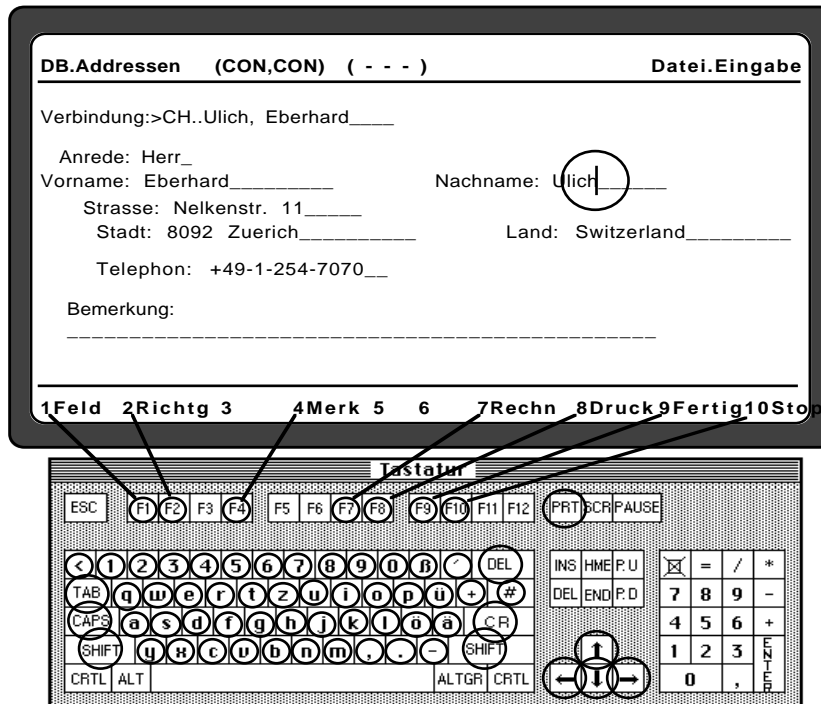 DB.Addressen (CON,CON) ( - - - ) Datei.Eingabe
Verbindung:>CH..Ulich, Eberhard____
Anrede: Herr_
Vorname: Eberhard_________ Nachname: Ulich______
Strasse: Nelkenstr. 11_____
Stadt: 8092 Zuerich__________ Land: Switzerland_________
Telephon: +49-1-254-7070__
Bemerkung:
_______________________________________________
1Feld 2Richtg 3 4Merk 5 6 7Rechn 8Druck 9Fertig 10Stop
Tastatur
ESC F1 F2 F3 F4 F5 F6 F7 F8 F9 F10 F11 F12 PRT SCR PAUSE
< 1 2 3 4 5 6 7 8 9 0 ß ´ DEL INS HME P.U = / *
TAB q w e r t z u i o p ü + # DEL END P.D 7 8 9 -
CAPS a s d f g h j k l ö ä CR 4 5 6 +
SHIFT y x c v b n m , . - SHIFT ↑ 1 2 3 ENTER
CRTL ALT ALTGR CRTL ← ↓ → 0 ,